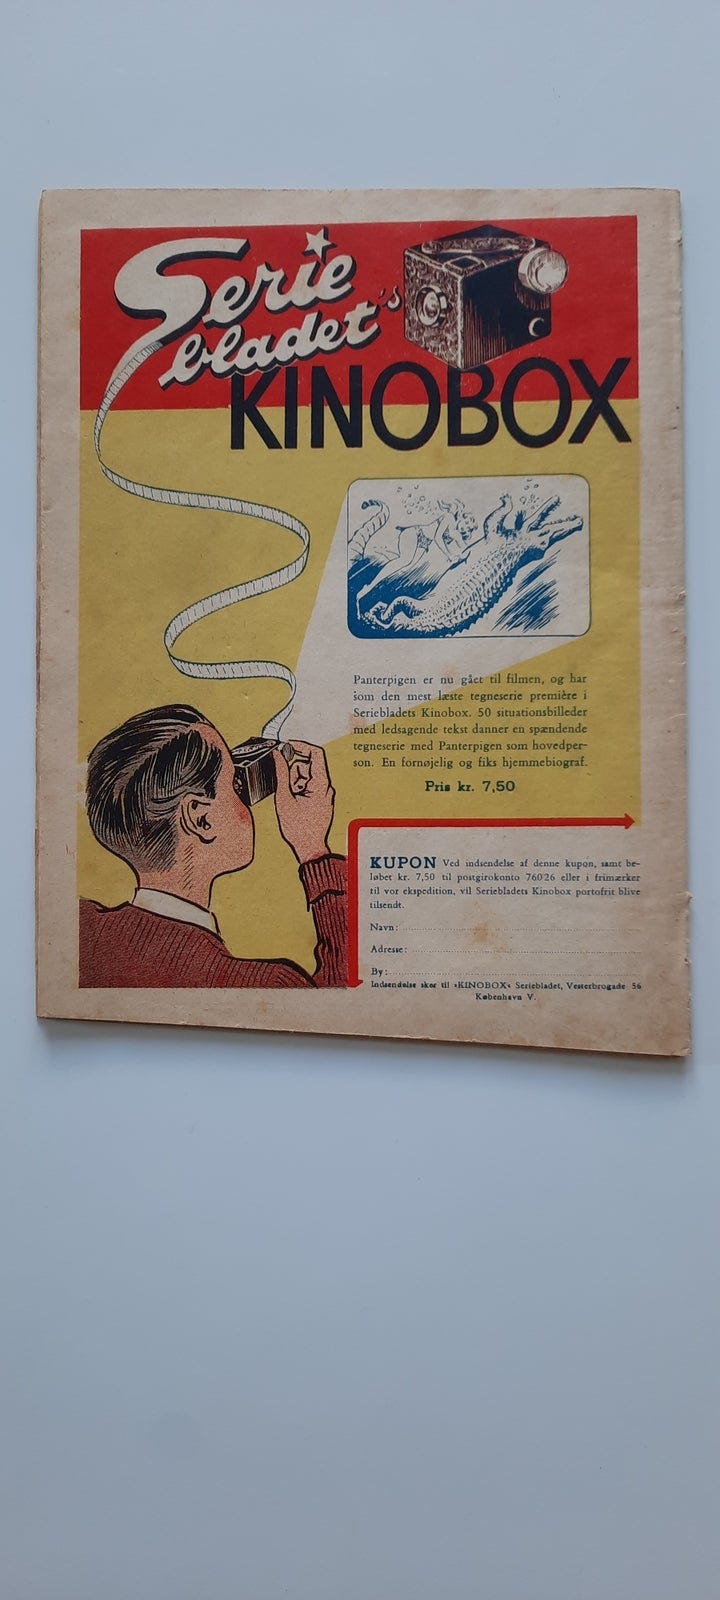 Serie
bladet's
KINOBOX
Panterpigen er nu gået til filmen, og har
som den mest læste tegneserie première i
Seriebladets Kinobox. 50 situationsbilleder
med ledsagende tekst danner en spændende
tegneserie med Panterpigen som hovedper-
son. En fornøjelig og fiks hjemmebiograf.
Pris kr. 7,50
KUPON Ved indsendelse af denne kupon, samt be-
løbet kr. 7,50 til postgirokonto 76026 eller i frimærker
til vor ekspedition, vil Seriebladets Kinobox portofrit blive
tilsendt.
Navn:
Adresse:
By:
Indsendelse sker til »KINOBOX« Seriebladet, Vesterbrogade 56
København V.